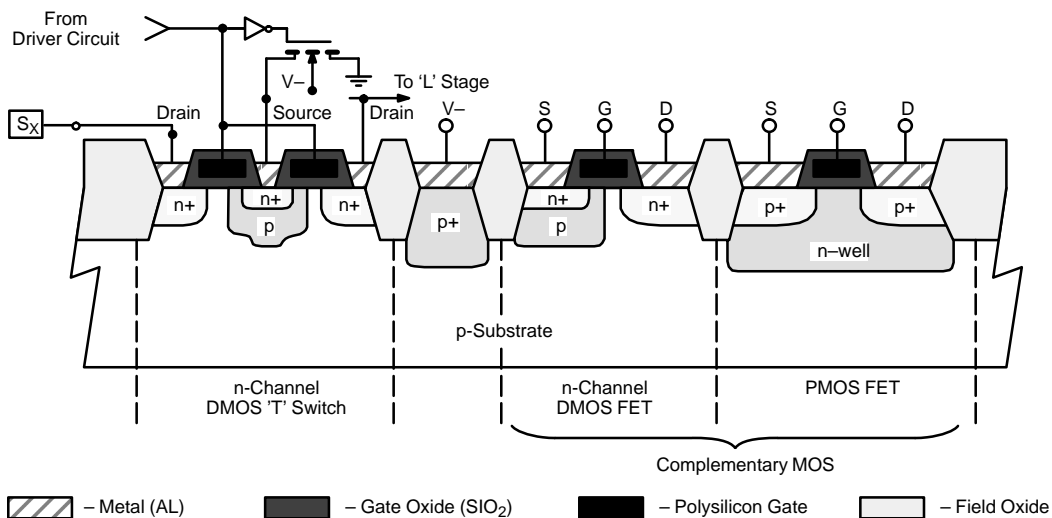 From
Driver Circuit
V–
To 'L' Stage
SX
Drain
Source
Drain
V–
S
G
D
S
G
D
n+
n+
p
n+
p+
n+
p
n+
p+
p+
n–well
p-Substrate
n-Channel
DMOS 'T' Switch
n-Channel
DMOS FET
PMOS FET
Complementary MOS
– Metal (AL)
– Gate Oxide (SIO2)
– Polysilicon Gate
– Field Oxide